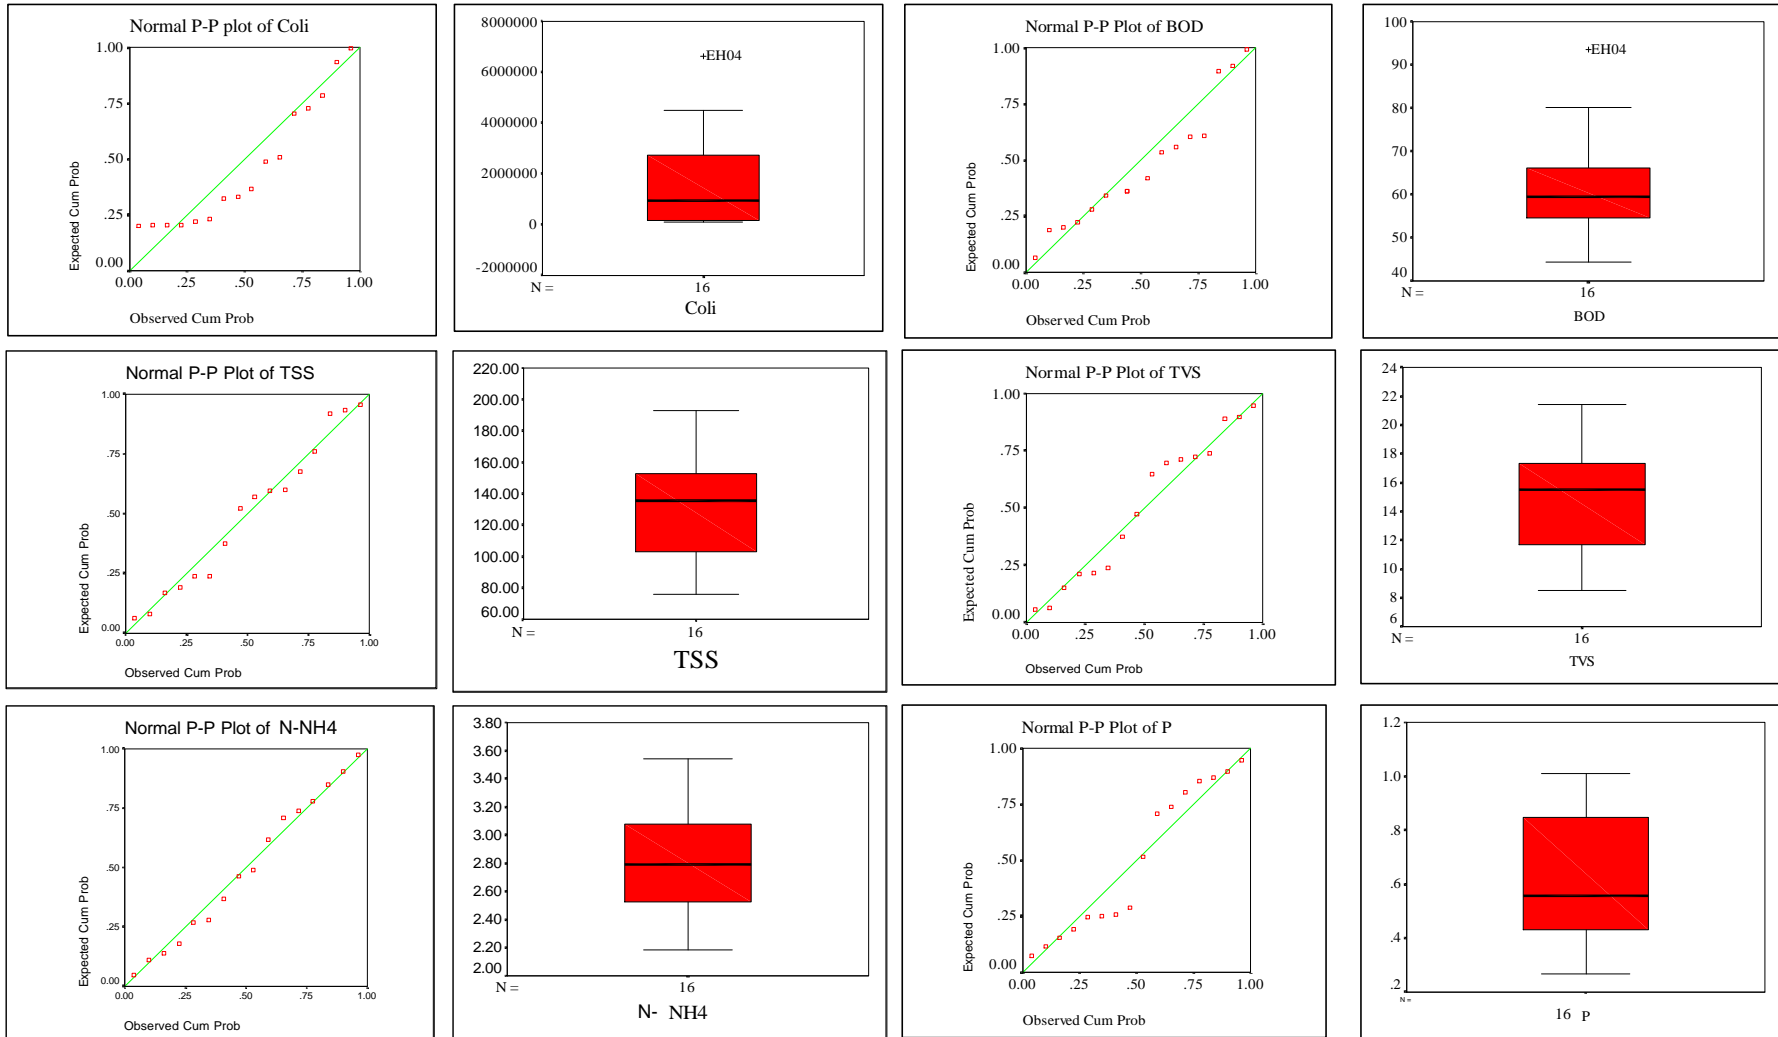 Normal P-P plot of Coli
1.00
.75
.50
.25
0.00
0.00 .25 .50 .75 1.00
Expected Cum Prob
Observed Cum Prob
8000000
6000000
4000000
2000000
0
-2000000
EH04
N = 16
Coli
Normal P-P Plot of BOD
1.00
.75
.50
.25
0.00
0.00 .25 .50 .75 1.00
Expected Cum Prob
Observed Cum Prob
100
90
80
70
60
50
40
EH04
N = 16
BOD
Normal P-P Plot of TSS
1.00
.75
.50
.25
0.00
0.00 .25 .50 .75 1.00
Expected Cum Prob
Observed Cum Prob
220.00
200.00
180.00
160.00
140.00
120.00
100.00
80.00
60.00
N = 16
TSS
Normal P-P Plot of TVS
1.00
.75
.50
.25
0.00
0.00 .25 .50 .75 1.00
Expected Cum Prob
Observed Cum Prob
24
22
20
18
16
14
12
10
8
6
N = 16
TVS
Normal P-P Plot of N-NH4
1.00
.75
.50
.25
0.00
0.00 .25 .50 .75 1.00
Expected Cum Prob
Observed Cum Prob
3.80
3.60
3.40
3.20
3.00
2.80
2.60
2.40
2.20
2.00
N = 16
N- NH4
Normal P-P Plot of P
1.00
.75
.50
.25
0.00
0.00 .25 .50 .75 1.00
Expected Cum Prob
Observed Cum Prob
1.2
1.0
.8
.6
.4
.2
N =
16 P